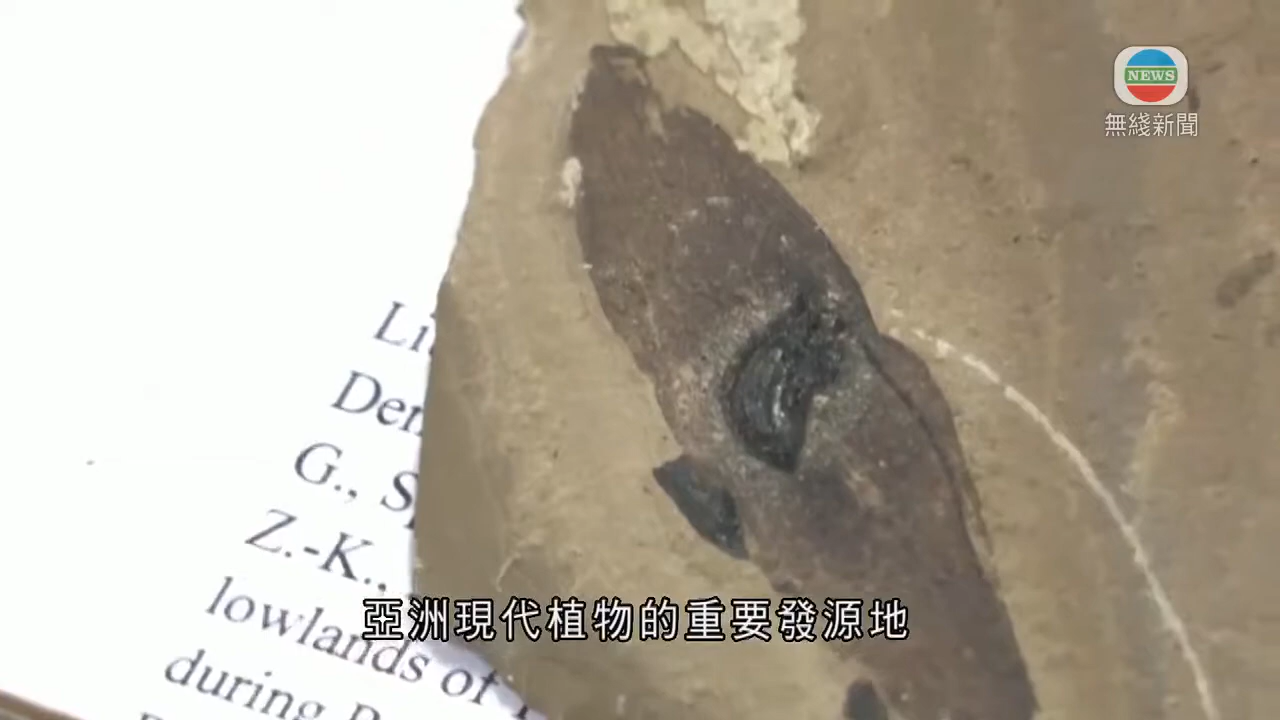 NEWS
無綫新聞
Li
Den
G., S
Z.-K.,
lowlands of
during
亞洲現代植物的重要發源地